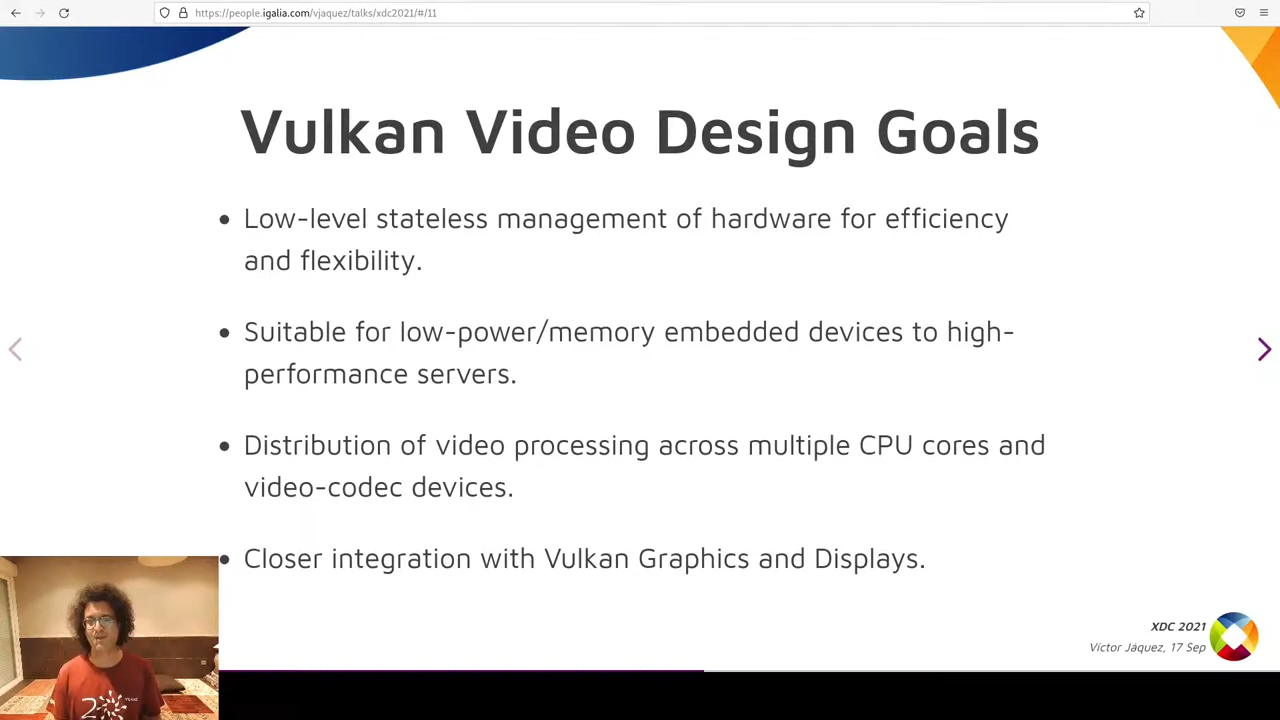 https://people.igalia.com/vjaquez/talks/xdc2021/#/11
Vulkan Video Design Goals
• Low-level stateless management of hardware for efficiency
and flexibility.
• Suitable for low-power/memory embedded devices to high-
performance servers.
• Distribution of video processing across multiple CPU cores and
video-codec devices.
• Closer integration with Vulkan Graphics and Displays.
XDC 2021
Víctor Jáquez, 17 Sep
20
YEARS